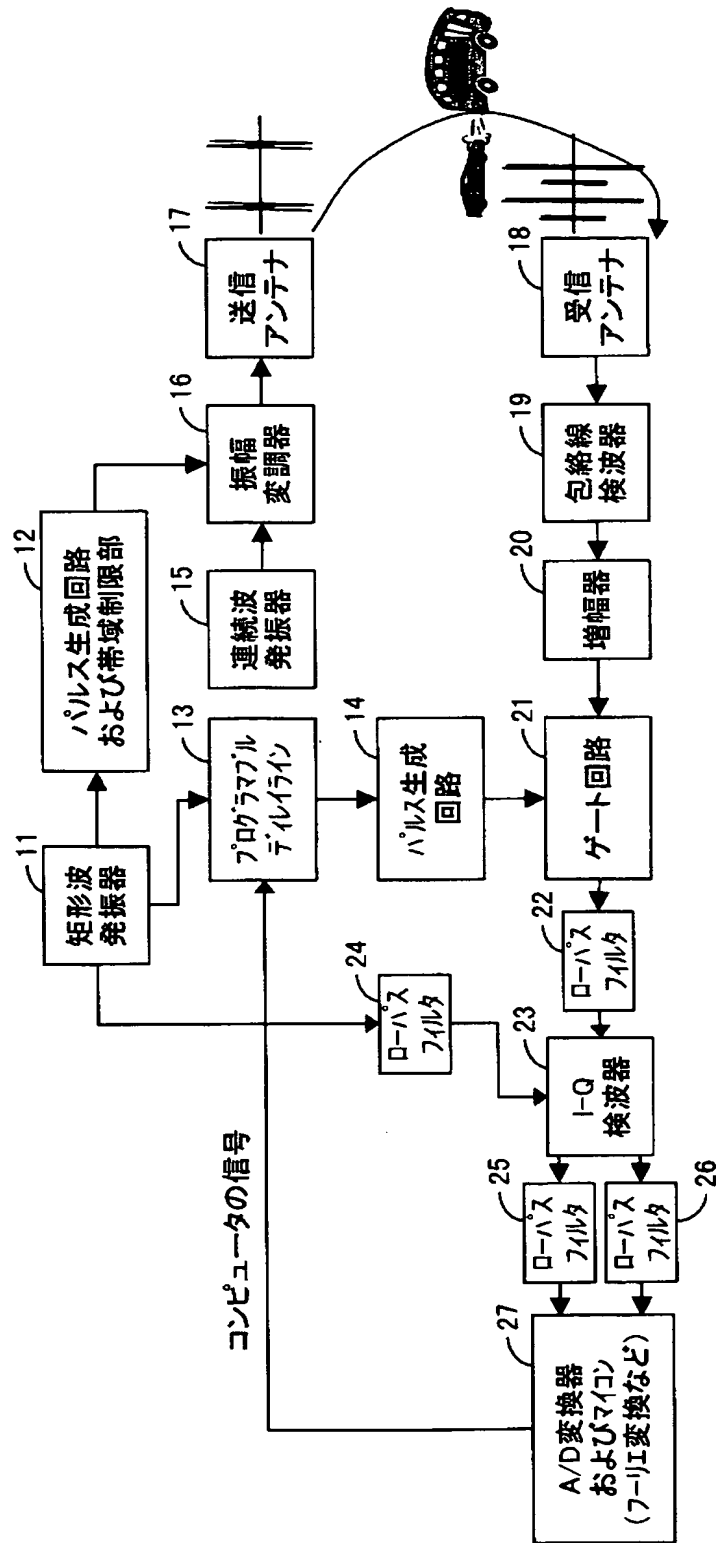 11
矩形波
発振器
12
パルス生成回路
および帯域制限部
13
プログラマブル
ディレイライン
14
パルス生成
回路
15
連続波
発振器
16
振幅
変調器
17
送信
アンテナ
18
受信
アンテナ
19
包絡線
検波器
20
増幅器
21
ゲート回路
22
ローパス
フィルタ
23
I-Q
検波器
24
ローパス
フィルタ
25
ローパス
フィルタ
26
ローパス
フィルタ
27
A/D変換器
およびマイコン
(フーリエ変換など)
コンピュータの信号